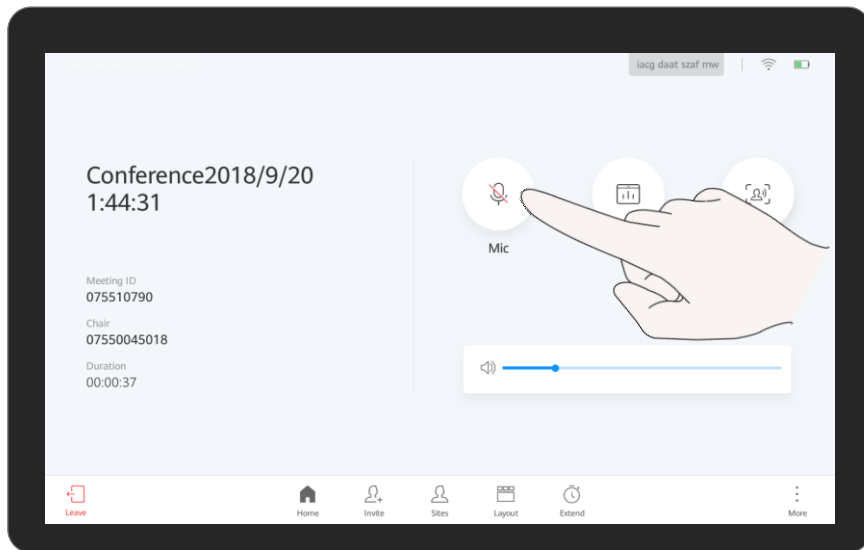 iacg daat szaf mw
Conference2018/9/20
1:44:31
Mic
Meeting ID
075510790
Chair
07550045018
Duration
00:00:37
Leave
Home
Invite
Sites
Layout
Extend
More